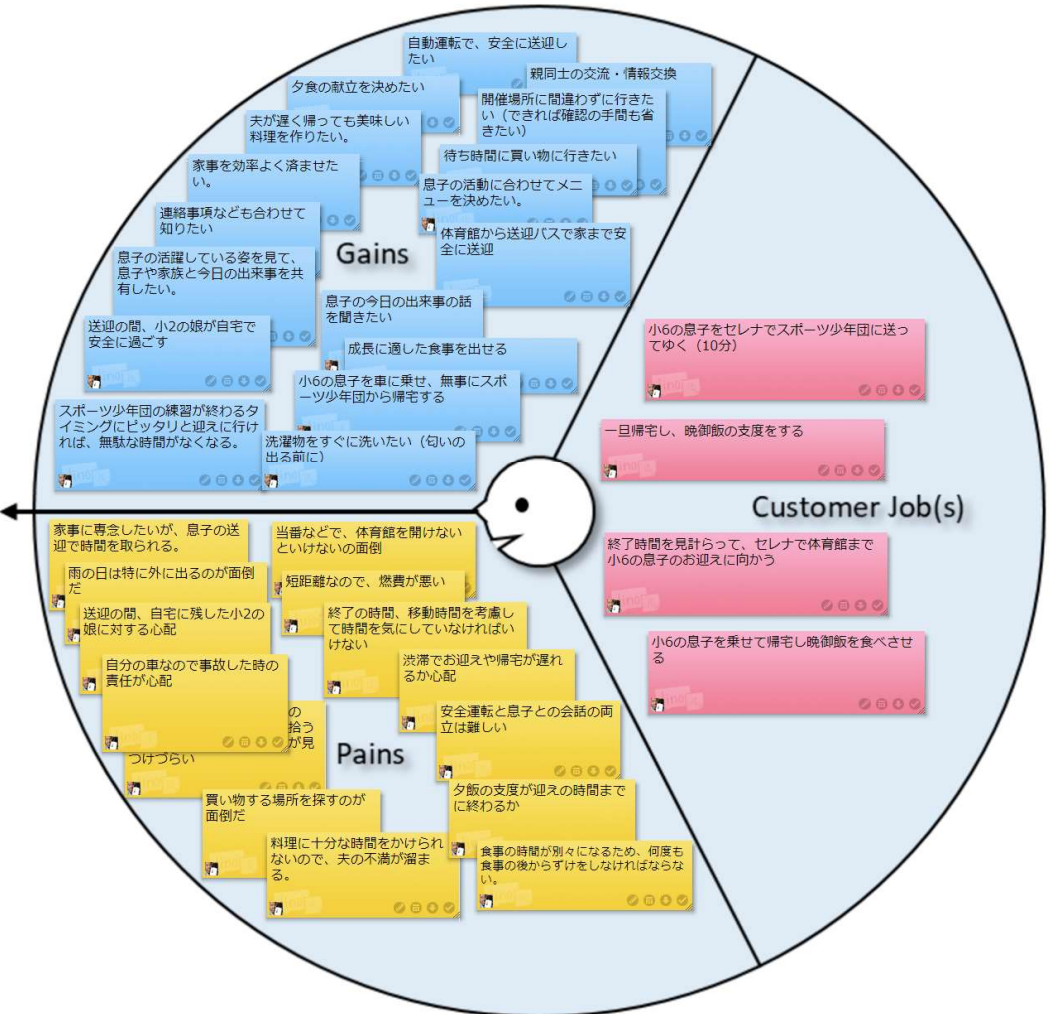 自動運転で、安全に送迎し
たい
親同士の交流・情報交換
夕食の献立を決めたい
開催場所に間違わずに行きた
い（できれば確認の手間も省
きたい）
夫が遅く帰っても美味しい
料理を作りたい。
待ち時間に買い物に行きたい
家事を効率よく済ませた
い。
息子の活動に合わせてメニ
ューを決めたい。
連絡事項なども合わせて
知りたい
体育館から送迎バスで家まで安
全に送迎
Gains
息子の活躍している姿を見て、
息子や家族と今日の出来事を共
有したい。
息子の今日の出来事の話
を聞きたい
送迎の間、小2の娘が自宅で
安全に過ごす
成長に適した食事を出せる
小6の息子を車に乗せ、無事にスポ
ーツ少年団から帰宅する
スポーツ少年団の練習が終わるタ
イミングにピッタリと迎えに行け
れば、無駄な時間がなくなる。
洗濯物をすぐに洗いたい（匂いの
出る前に）
小6の息子をセレナでスポーツ少年団に送っ
てゆく（10分）
一旦帰宅し、晩御飯の支度をする
Customer Job(s)
終了時間を見計らって、セレナで体育館まで
小6の息子のお迎えに向かう
小6の息子を乗せて帰宅し晩御飯を食べさせ
る
家事に専念したいが、息子の送
迎で時間を取られる。
当番などで、体育館を開けない
といけないの面倒
雨の日は特に外に出るのが面倒
だ
短距離なので、燃費が悪い
送迎の間、自宅に残した小2の
娘に対する心配
終了の時間、移動時間を考慮し
て時間を気にしていなければい
けない
自分の車なので事故した時の
責任が心配
渋滞でお迎えや帰宅が遅れ
るか心配
の
拾う
が見
つけづらい
安全運転と息子との会話の両
立は難しい
Pains
買い物する場所を探すのが
面倒だ
夕飯の支度が迎えの時間まで
に終わるか
料理に十分な時間をかけられ
ないので、夫の不満が溜ま
る。
食事の時間が別々になるため、何度も
食事の後からずけをしなければならな
い。